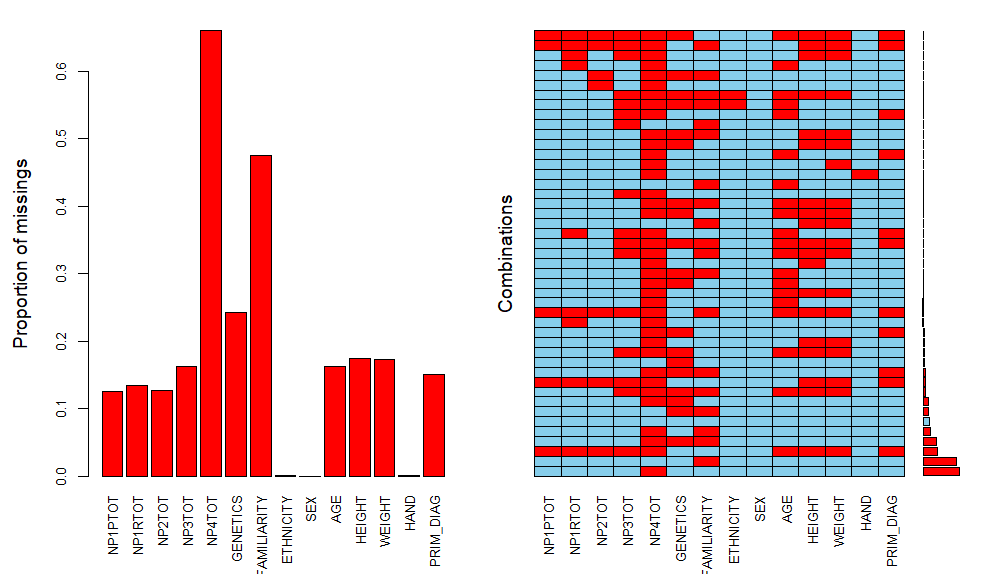 Proportion of missings
0.0
0.1
0.2
0.3
0.4
0.5
0.6
NP1PTOT
NP1RTOT
NP2TOT
NP3TOT
NP4TOT
GENETICS
FAMILIARITY
ETHNICITY
SEX
AGE
HEIGHT
WEIGHT
HAND
PRIM_DIAG
Combinations
NP1PTOT
NP1RTOT
NP2TOT
NP3TOT
NP4TOT
GENETICS
FAMILIARITY
ETHNICITY
SEX
AGE
HEIGHT
WEIGHT
HAND
PRIM_DIAG